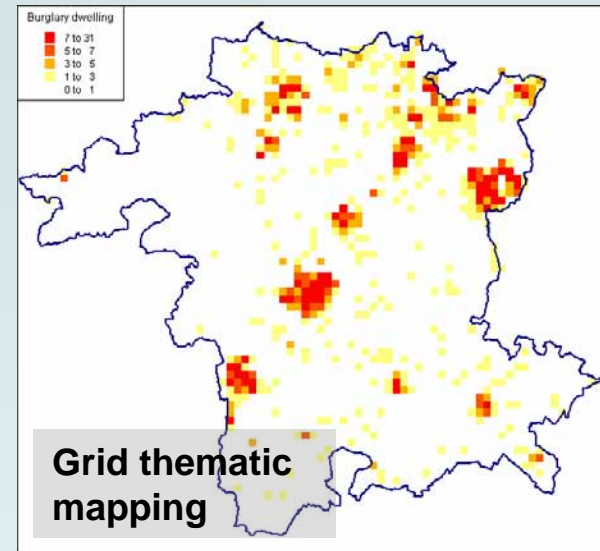 Burglary dwelling
7 to 31
5 to 7
3 to 5
1 to 3
0 to 1
Grid thematic
mapping